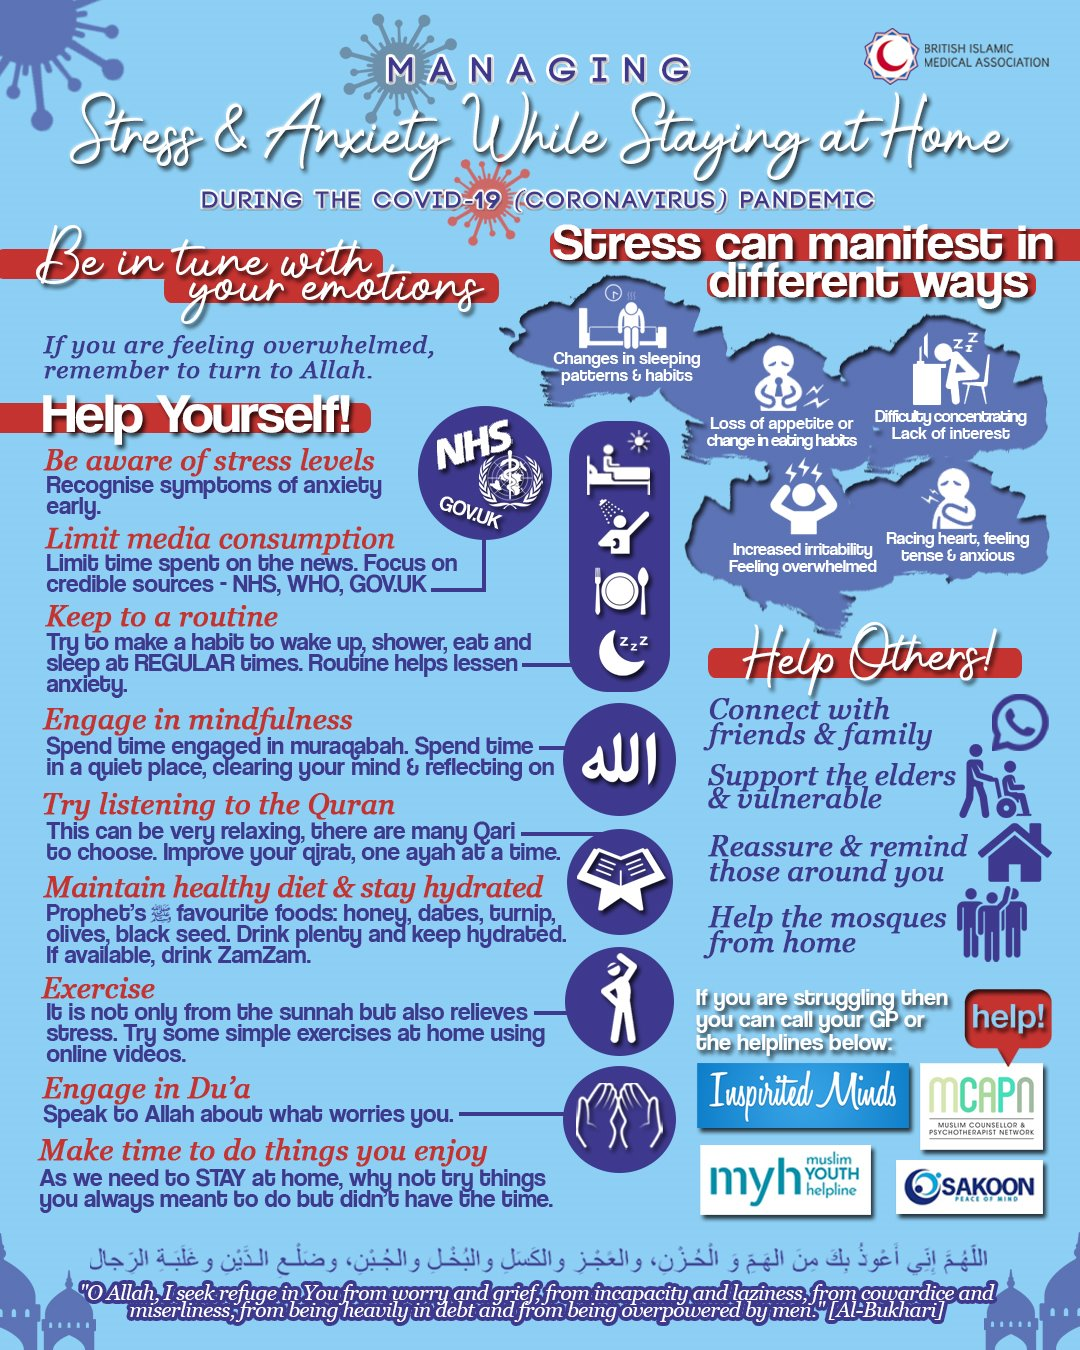 MANAGING
BRITISH ISLAMIC
MEDICAL ASSOCIATION
Stress & Anxiety While Staying at Home
DURING THE COVID-19 (CORONAVIRUS) PANDEMIC
Be in tune with
your emotions
If you are feeling overwhelmed,
remember to turn to Allah.
Help Yourself!
Be aware of stress levels
Recognise symptoms of anxiety
early.
NHS
GOV.UK
Limit media consumption
Limit time spent on the news. Focus on
credible sources - NHS, WHO, GOV.UK
Keep to a routine
Try to make a habit to wake up, shower, eat and
sleep at REGULAR times. Routine helps lessen
anxiety.
z z z
Engage in mindfulness
Spend time engaged in muraqabah. Spend time
in a quiet place, clearing your mind & reflecting on
الله
Try listening to the Quran
This can be very relaxing, there are many Qari
to choose. Improve your qirat, one ayah at a time.
Maintain healthy diet & stay hydrated
Prophet's ﷺ favourite foods: honey, dates, turnip,
olives, black seed. Drink plenty and keep hydrated.
If available, drink ZamZam.
Exercise
It is not only from the sunnah but also relieves
stress. Try some simple exercises at home using
online videos.
Engage in Du'a
Speak to Allah about what worries you.
Make time to do things you enjoy
As we need to STAY at home, why not try things
you always meant to do but didn't have the time.
Stress can manifest in
different ways
Changes in sleeping
patterns & habits
Loss of appetite or
change in eating habits
z z z
Difficulty concentrating
Lack of interest
Increased irritability
Feeling overwhelmed
Racing heart, feeling
tense & anxious
Help Others!
Connect with
friends & family
Support the elders
& vulnerable
Reassure & remind
those around you
Help the mosques
from home
If you are struggling then
you can call your GP or
the helplines below:
help!
Inspirited Minds
mCAPn
MUSLIM COUNSELLOR &
PSYCHOTHERAPIST NETWORK
myh
muslim
YOUTH
helpline
SAKOON
PEACE OF MIND
اللَّهُمَّ إِنِّي أَعُوذُ بِكَ مِنَ الهَمِّ وَ الْحُزْنِ، والعَجْزِ والكَسَلِ والبُخْلِ والجُبْنِ، وضَلْعِ الدَّيْنِ وغَلَبَةِ الرِّجال
"O Allah, I seek refuge in You from worry and grief, from incapacity and laziness, from cowardice and
miserliness, from being heavily in debt and from being overpowered by men." [Al-Bukhari]